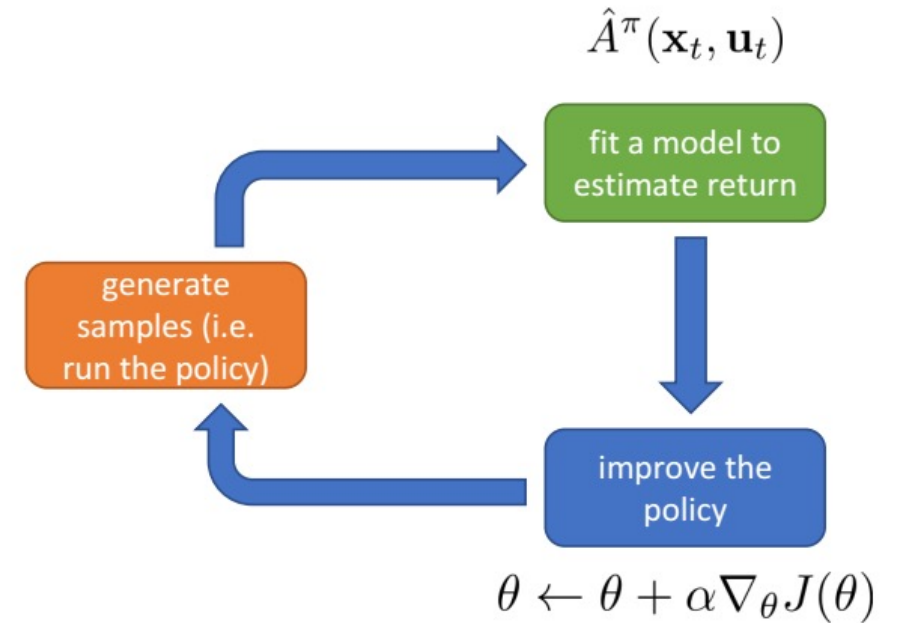 Â^π(𝐱_t, 𝐮_t)
fit a model to
estimate return
generate
samples (i.e.
run the policy)
improve the
policy
θ ← θ + α∇_θ J(θ)